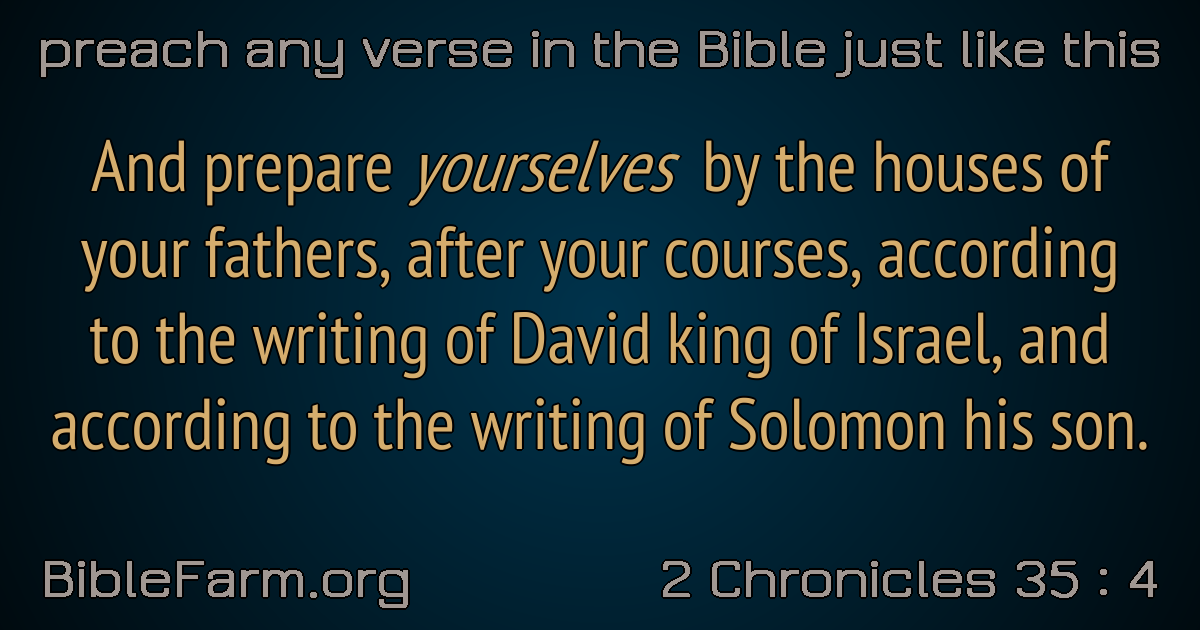 preach any verse in the Bible just like this
And prepare yourselves by the houses of
your fathers, after your courses, according
to the writing of David king of Israel, and
according to the writing of Solomon his son.
BibleFarm.org
2 Chronicles 35 : 4